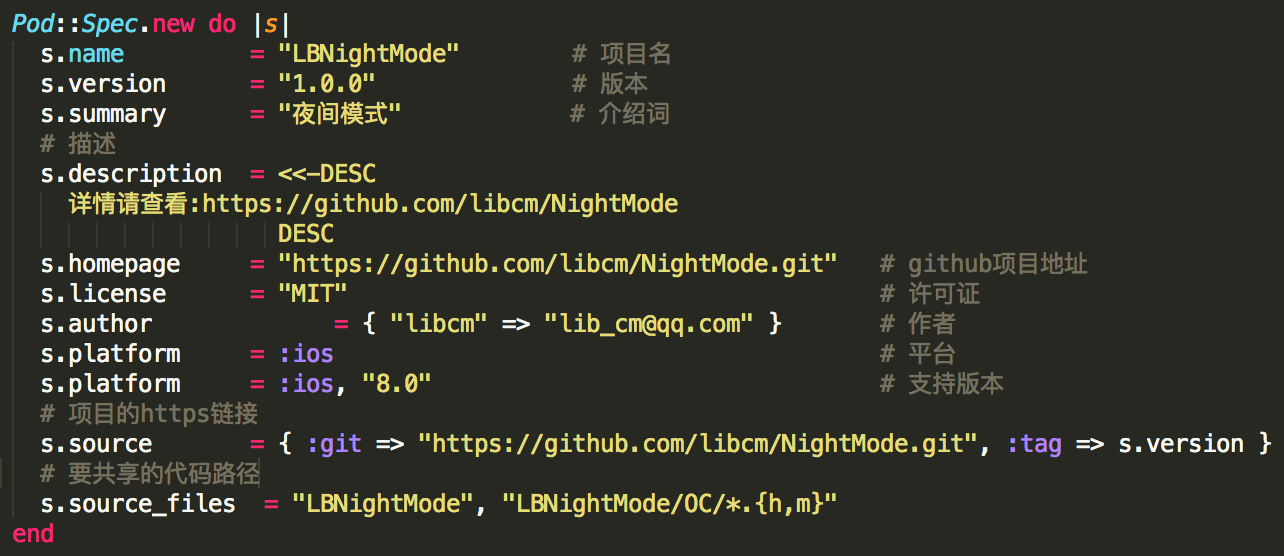 Pod::Spec.new do |s|
  s.name         = "LBNightMode"        # 项目名
  s.version      = "1.0.0"              # 版本
  s.summary      = "夜间模式"            # 介绍词
  # 描述
  s.description  = <<-DESC
    详情请查看:https://github.com/libcm/NightMode
                   DESC
  s.homepage     = "https://github.com/libcm/NightMode.git"   # github项目地址
  s.license      = "MIT"                                      # 许可证
  s.author             = { "libcm" => "lib_cm@qq.com" }       # 作者
  s.platform     = :ios                                       # 平台
  s.platform     = :ios, "8.0"                                # 支持版本
  # 项目的https链接
  s.source       = { :git => "https://github.com/libcm/NightMode.git", :tag => s.version }
  # 要共享的代码路径
  s.source_files  = "LBNightMode", "LBNightMode/OC/*.{h,m}"
end